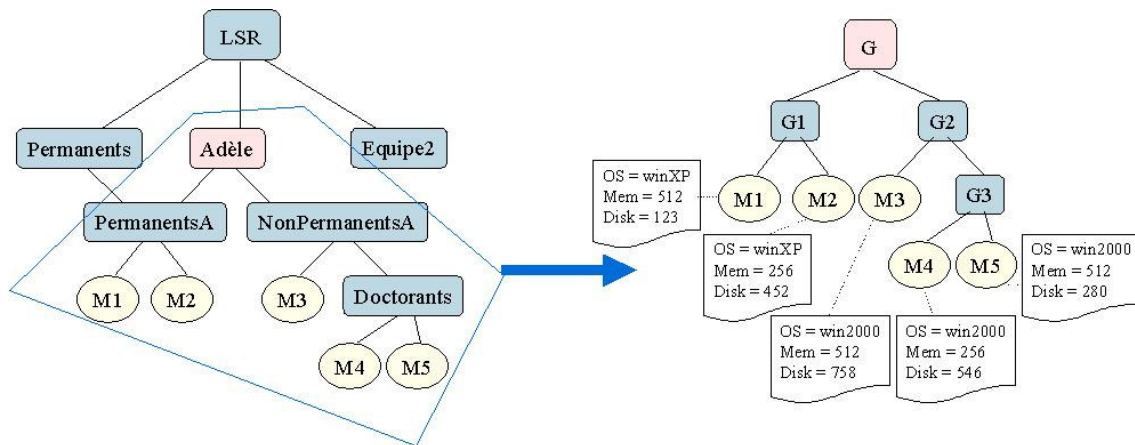 LSR
Permanents
Adèle
Equipe2
PermanentsA
NonPermanentsA
M1
M2
M3
Doctorants
M4
M5
G
G1
G2
M1
M2
M3
G3
M4
M5
OS = winXP
Mem = 512
Disk = 123
OS = winXP
Mem = 256
Disk = 452
OS = win2000
Mem = 512
Disk = 758
OS = win2000
Mem = 256
Disk = 546
OS = win2000
Mem = 512
Disk = 280